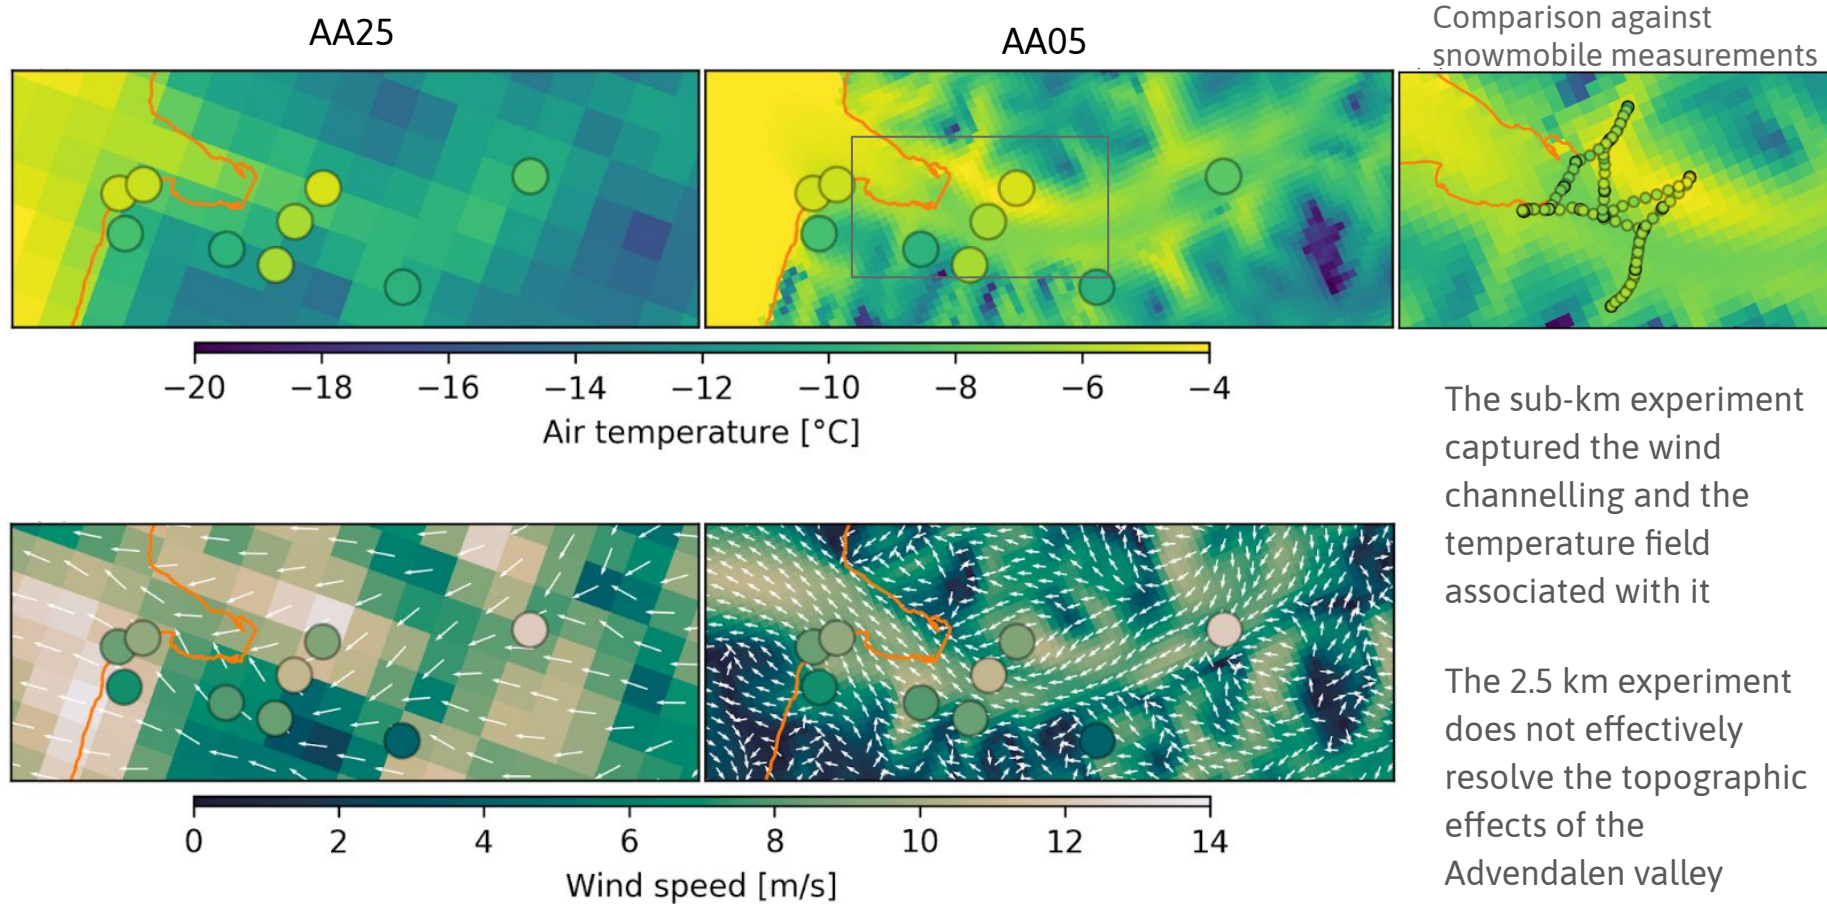 AA25
AA05
Comparison against
snowmobile measurements
−20 −18 −16 −14 −12 −10 −8 −6 −4
Air temperature [°C]
The sub-km experiment
captured the wind
channelling and the
temperature field
associated with it
The 2.5 km experiment
does not effectively
resolve the topographic
effects of the
Advendalen valley
0 2 4 6 8 10 12 14
Wind speed [m/s]